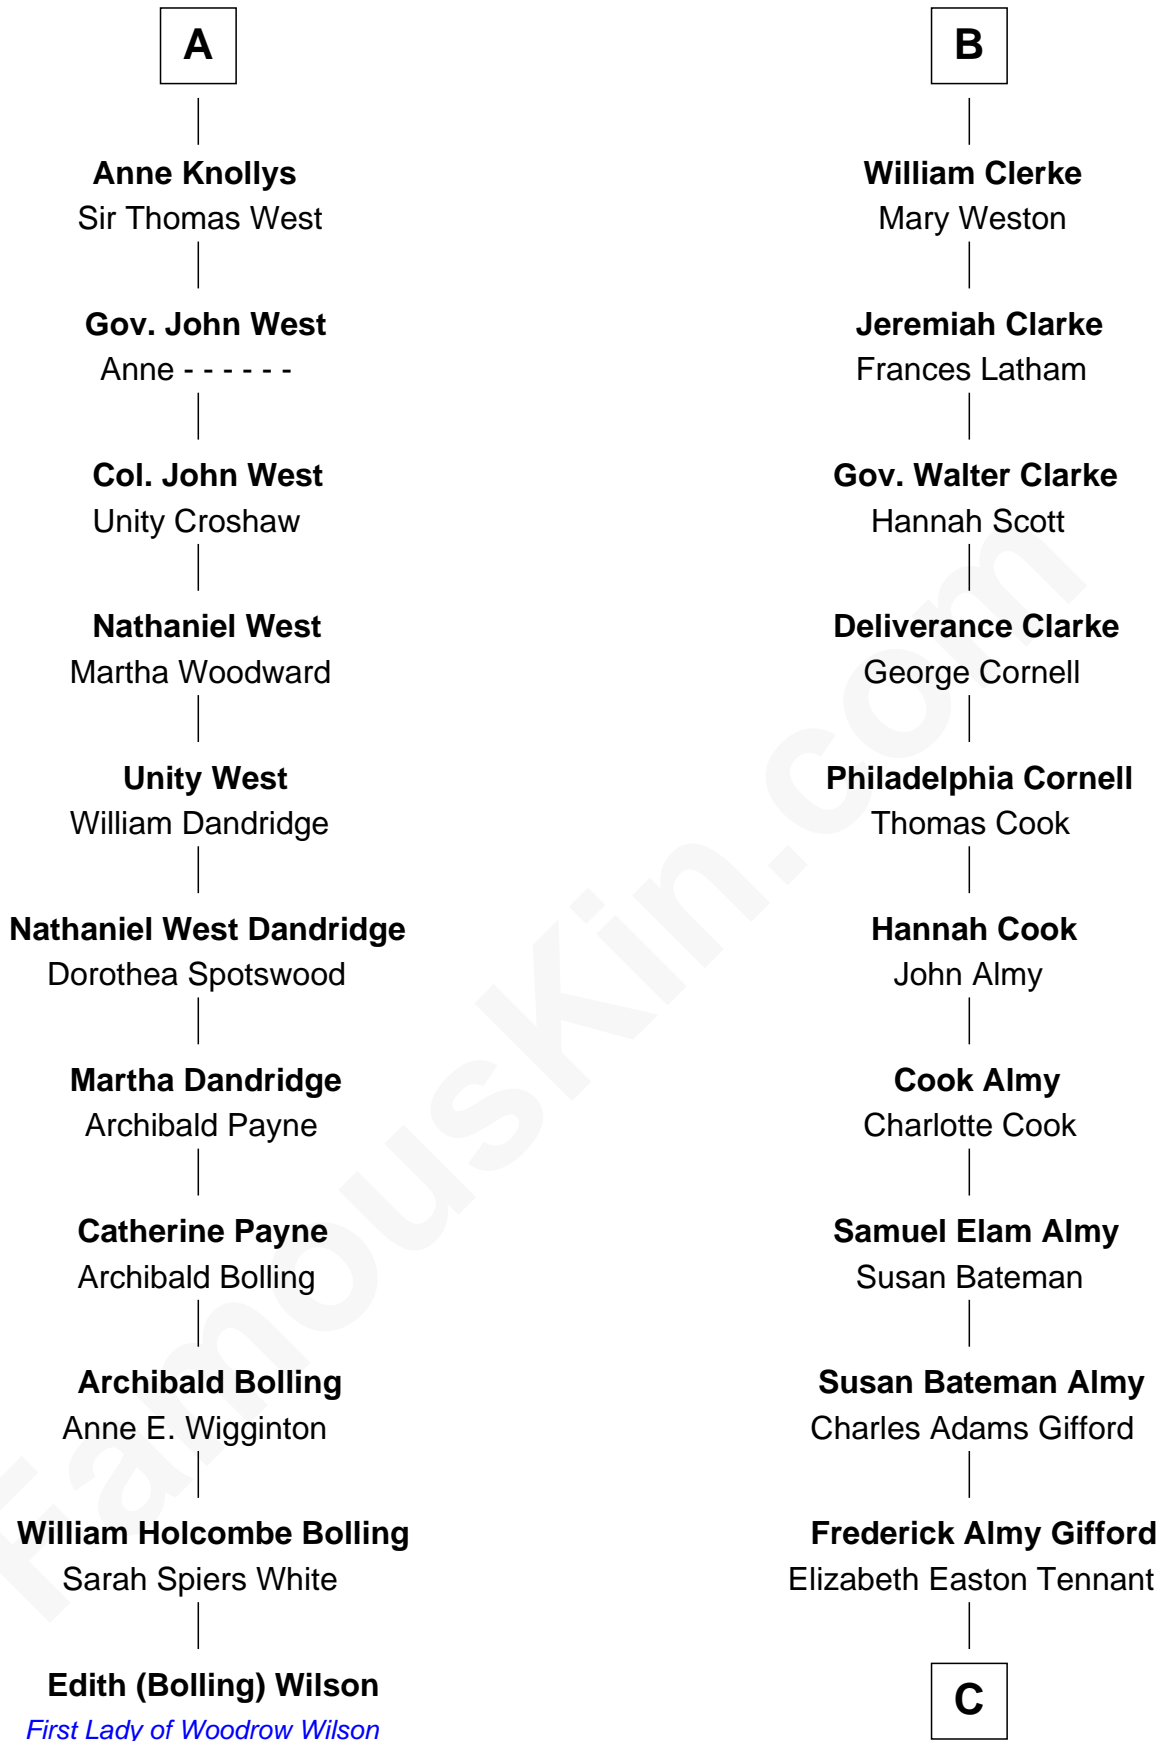 A
Anne Knollys
Sir Thomas West
Gov. John West
Anne - - - - - -
Col. John West
Unity Croshaw
Nathaniel West
Martha Woodward
Unity West
William Dandridge
Nathaniel West Dandridge
Dorothea Spotswood
Martha Dandridge
Archibald Payne
Catherine Payne
Archibald Bolling
Archibald Bolling
Anne E. Wigginton
William Holcombe Bolling
Sarah Spiers White
Edith (Bolling) Wilson
First Lady of Woodrow Wilson
B
William Clerke
Mary Weston
Jeremiah Clarke
Frances Latham
Gov. Walter Clarke
Hannah Scott
Deliverance Clarke
George Cornell
Philadelphia Cornell
Thomas Cook
Hannah Cook
John Almy
Cook Almy
Charlotte Cook
Samuel Elam Almy
Susan Bateman
Susan Bateman Almy
Charles Adams Gifford
Frederick Almy Gifford
Elizabeth Easton Tennant
C
FamousKin.com